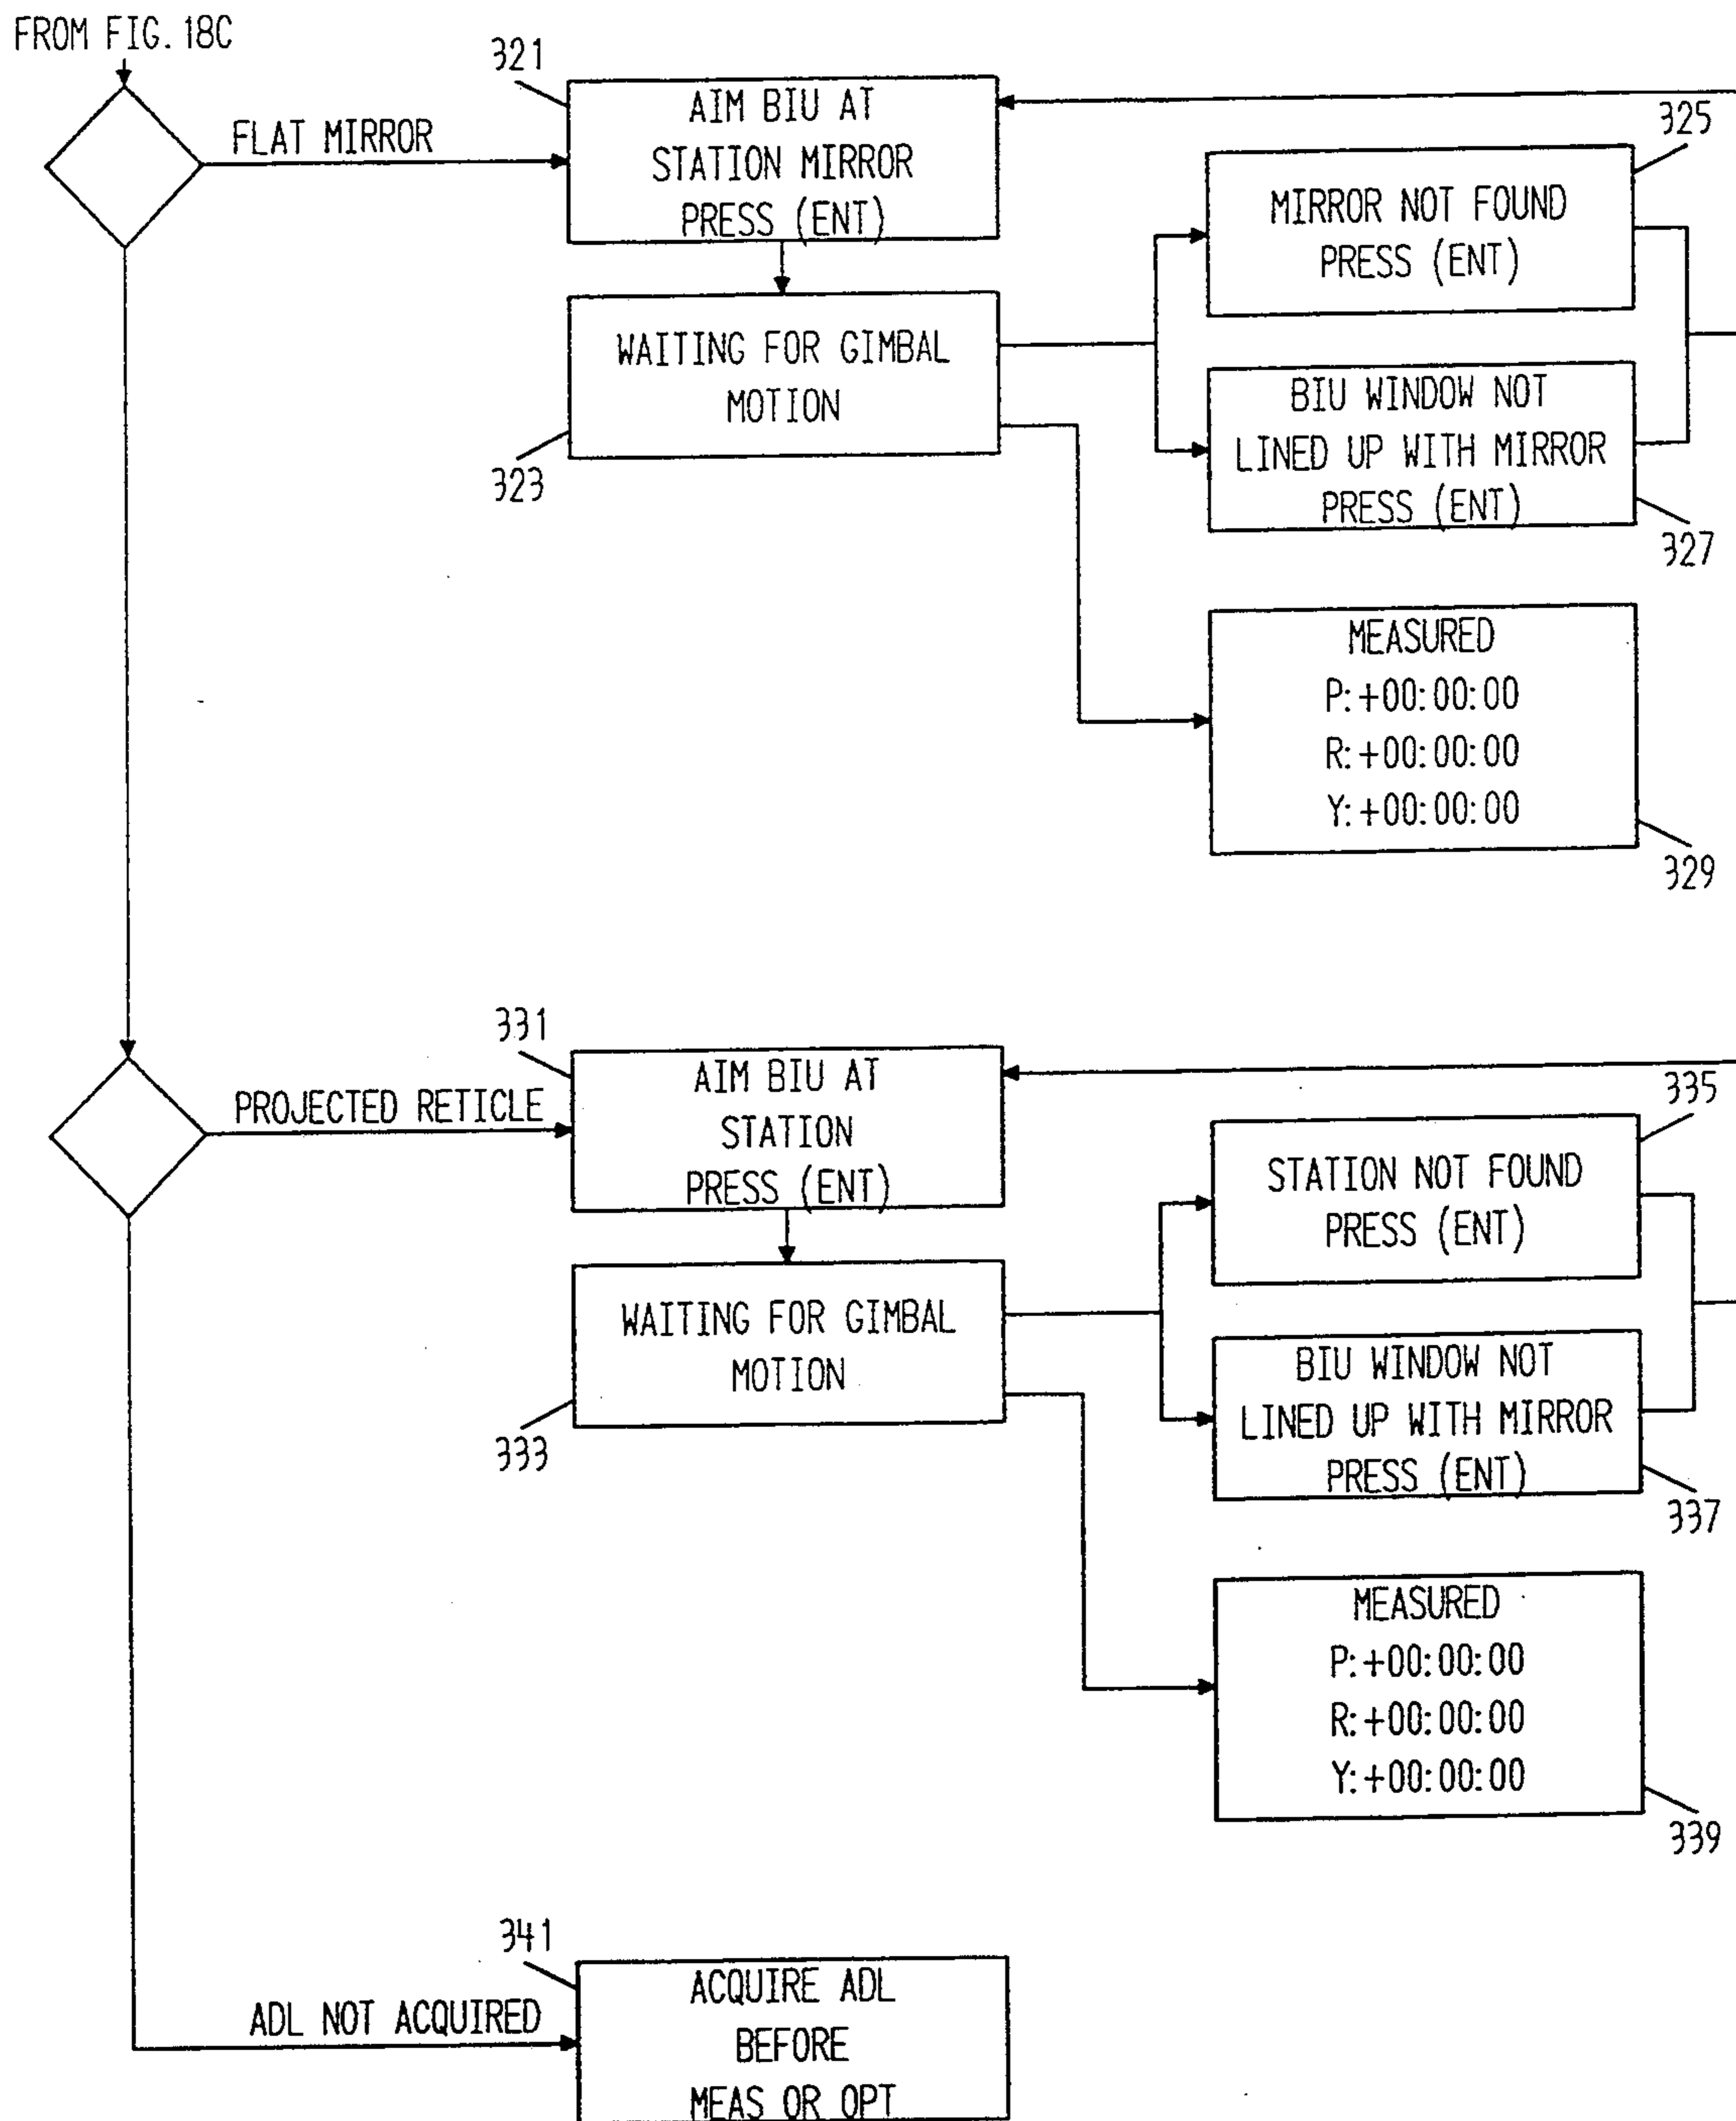 FROM FIG. 18C
321
AIM BIU AT
STATION MIRROR
PRESS (ENT)
FLAT MIRROR
325
MIRROR NOT FOUND
PRESS (ENT)
WAITING FOR GIMBAL
MOTION
323
BIU WINDOW NOT
LINED UP WITH MIRROR
PRESS (ENT)
327
MEASURED
P:+00:00:00
R:+00:00:00
Y:+00:00:00
329
331
AIM BIU AT
STATION
PRESS (ENT)
PROJECTED RETICLE
335
STATION NOT FOUND
PRESS (ENT)
WAITING FOR GIMBAL
MOTION
333
BIU WINDOW NOT
LINED UP WITH MIRROR
PRESS (ENT)
337
MEASURED
P:+00:00:00
R:+00:00:00
Y:+00:00:00
339
341
ADL NOT ACQUIRED
ACQUIRE ADL
BEFORE
MEAS OR OPT